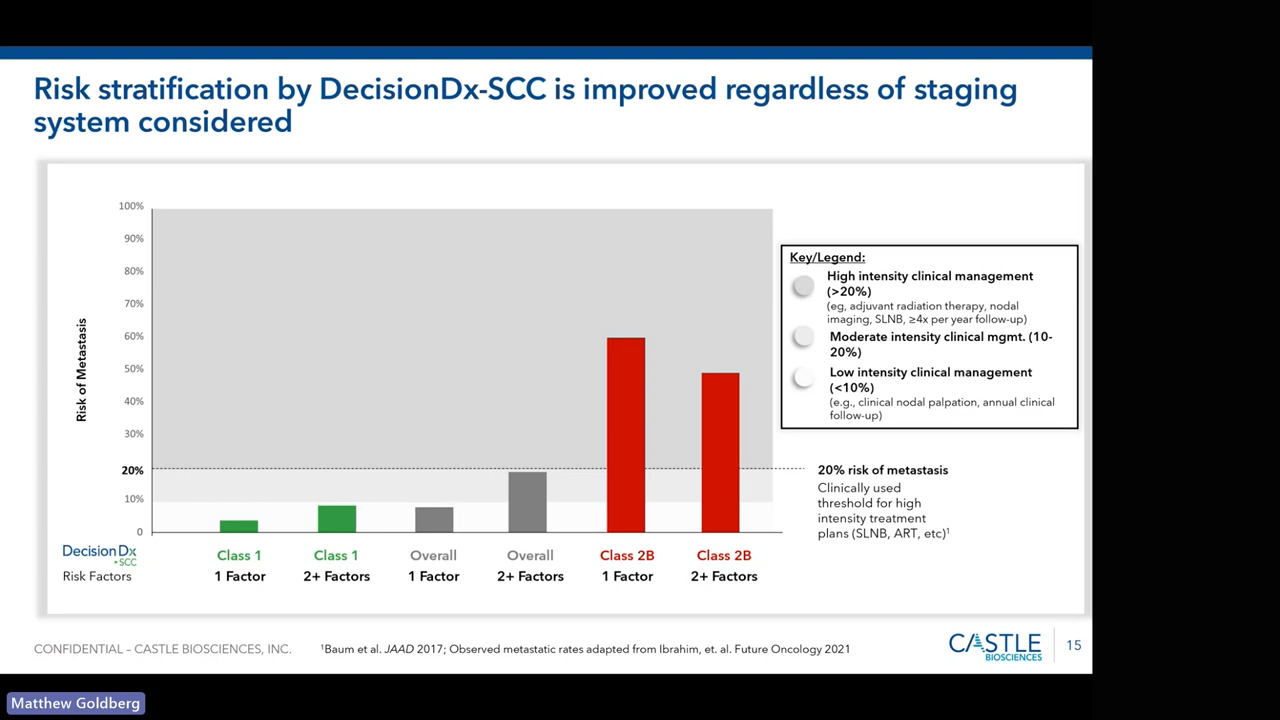 Risk stratification by DecisionDx-SCC is improved regardless of staging
system considered
100%
90%
80%
70%
60%
50%
40%
30%
20%
10%
0
Risk of Metastasis
Key/Legend:
High intensity clinical management
(>20%)
(eg, adjuvant radiation therapy, nodal
imaging, SLNB, ≥4x per year follow-up)
Moderate intensity clinical mgmt. (10-
20%)
Low intensity clinical management
(<10%)
(e.g., clinical nodal palpation, annual clinical
follow-up)
20% risk of metastasis
Clinically used
threshold for high
intensity treatment
plans (SLNB, ART, etc)¹
DecisionDx
SCC
Risk Factors
Class 1
1 Factor
Class 1
2+ Factors
Overall
1 Factor
Overall
2+ Factors
Class 2B
1 Factor
Class 2B
2+ Factors
CONFIDENTIAL – CASTLE BIOSCIENCES, INC.
¹Baum et al. JAAD 2017; Observed metastatic rates adapted from Ibrahim, et. al. Future Oncology 2021
CASTLE
BIOSCIENCES
15
Matthew Goldberg